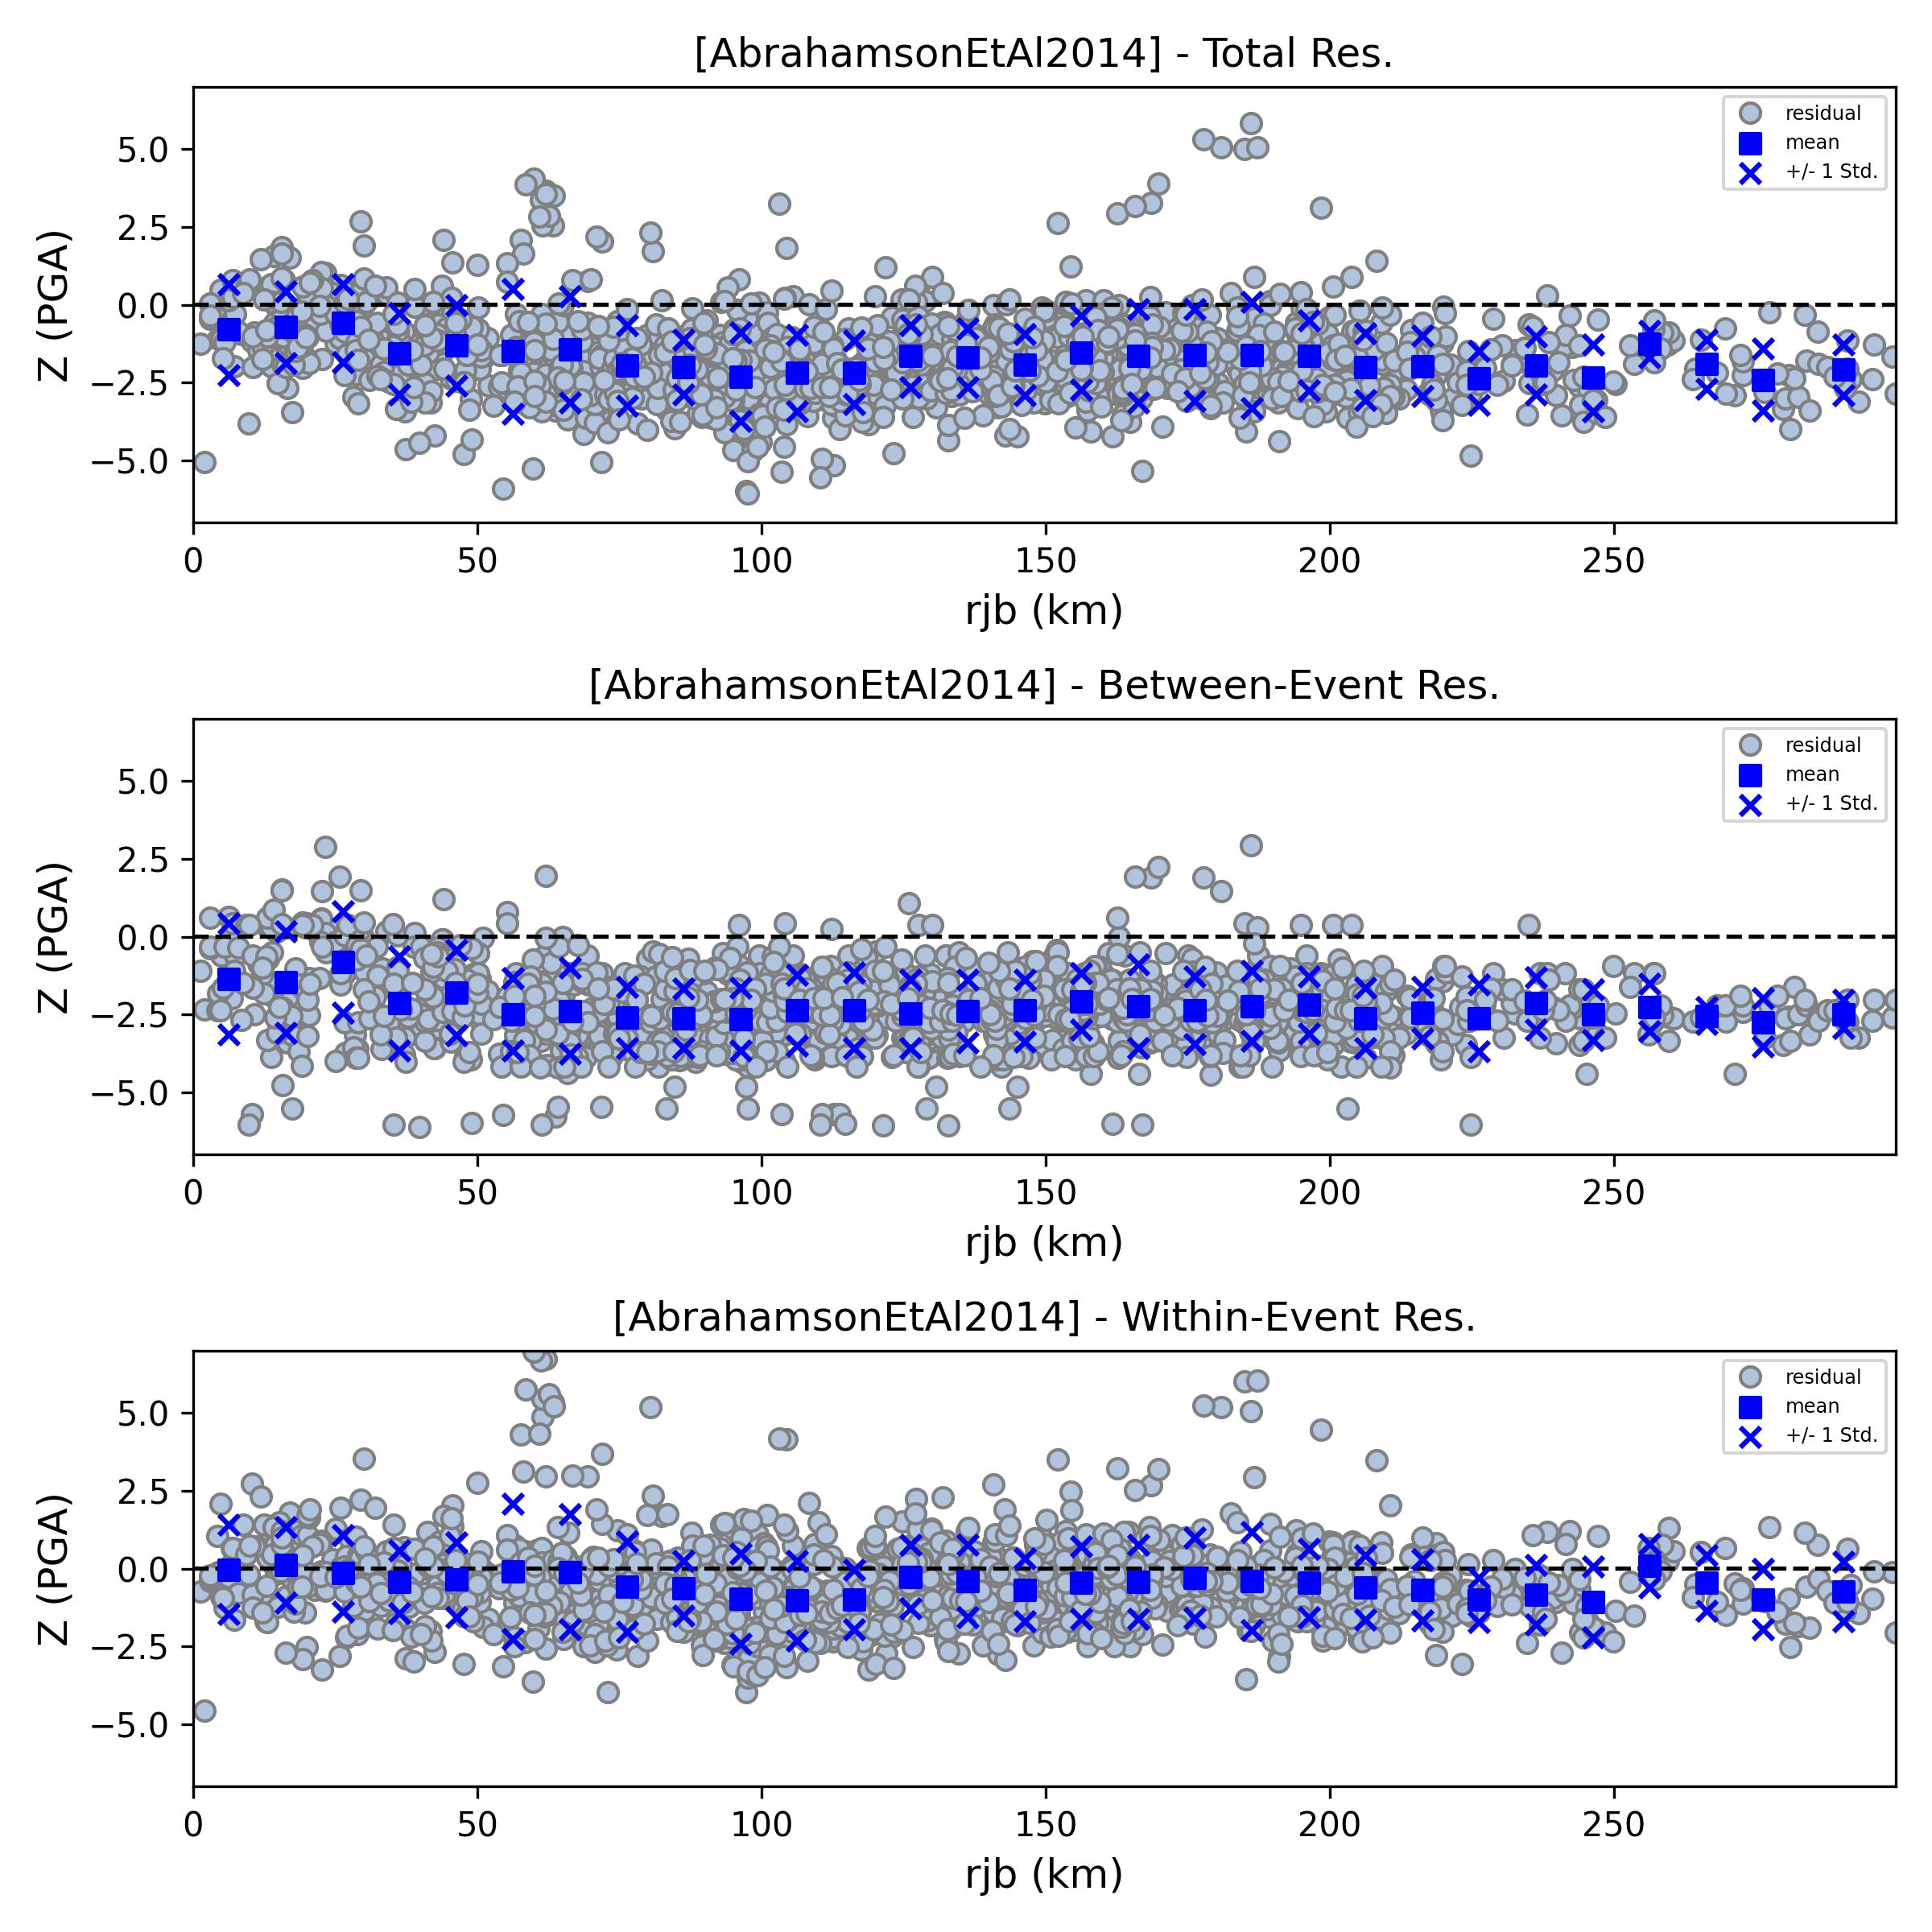 [AbrahamsonEtAl2014] - Total Res.
5.0
2.5
0.0
−2.5
−5.0
Z (PGA)
residual
mean
+/- 1 Std.
0 50 100 150 200 250
rjb (km)
[AbrahamsonEtAl2014] - Between-Event Res.
5.0
2.5
0.0
−2.5
−5.0
Z (PGA)
residual
mean
+/- 1 Std.
0 50 100 150 200 250
rjb (km)
[AbrahamsonEtAl2014] - Within-Event Res.
5.0
2.5
0.0
−2.5
−5.0
Z (PGA)
residual
mean
+/- 1 Std.
0 50 100 150 200 250
rjb (km)